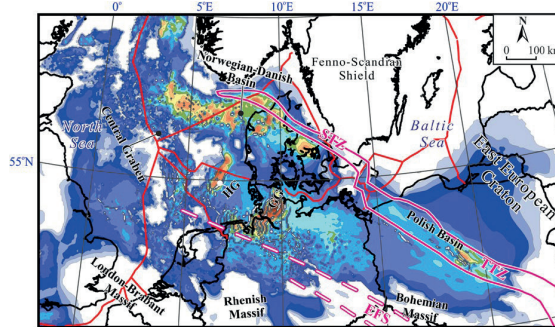 0° 5°E 10°E 15°E 20°E
N
0 100 km
Norwegian-Danish
Basin
Fenno-Scandian
Shield
STZ
North
Sea
Central Graben
Baltic
Sea
East European
Craton
55°N
HG
GG
Polish Basin
TTZ
London-Brabant
Massif
Rhenish
Massif
EFS
Bohemian
Massif